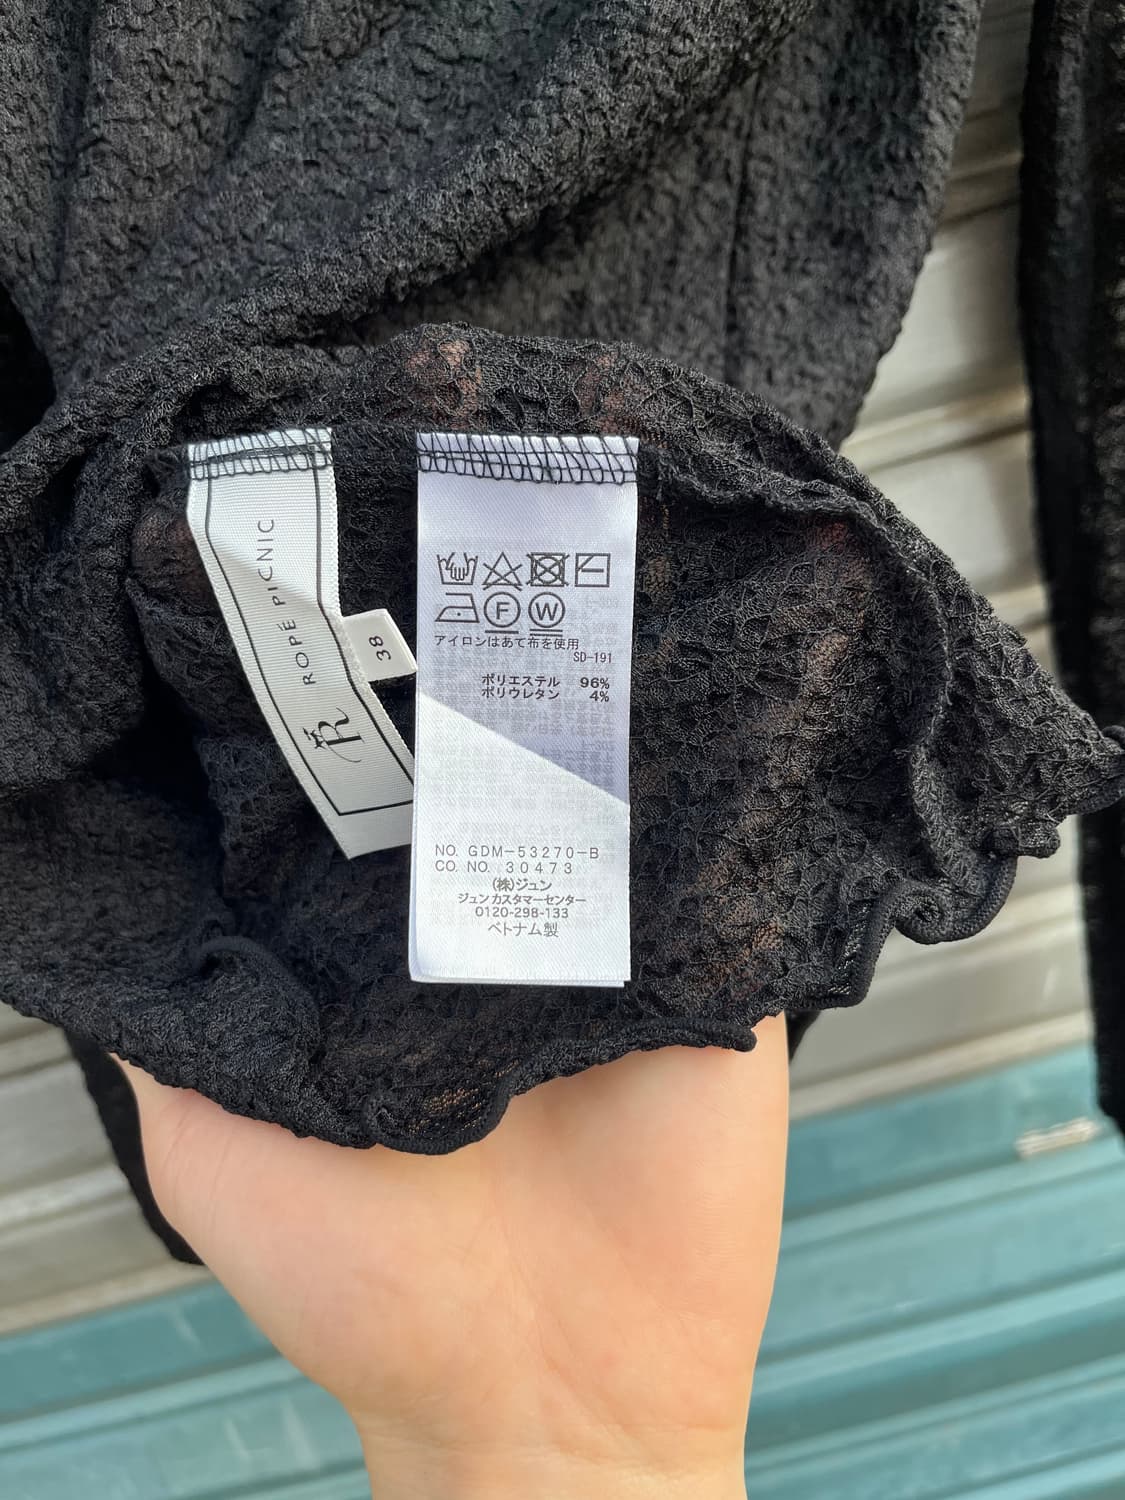 ROPÉ PICNIC
R
38
F W
アイロンはあて布を使用
SD-191
ポリエステル 96%
ポリウレタン 4%
NO. GDM-53270-B
CO. NO. 30473
(株)ジュン
ジュンカスタマーセンター
0120-298-133
ベトナム製